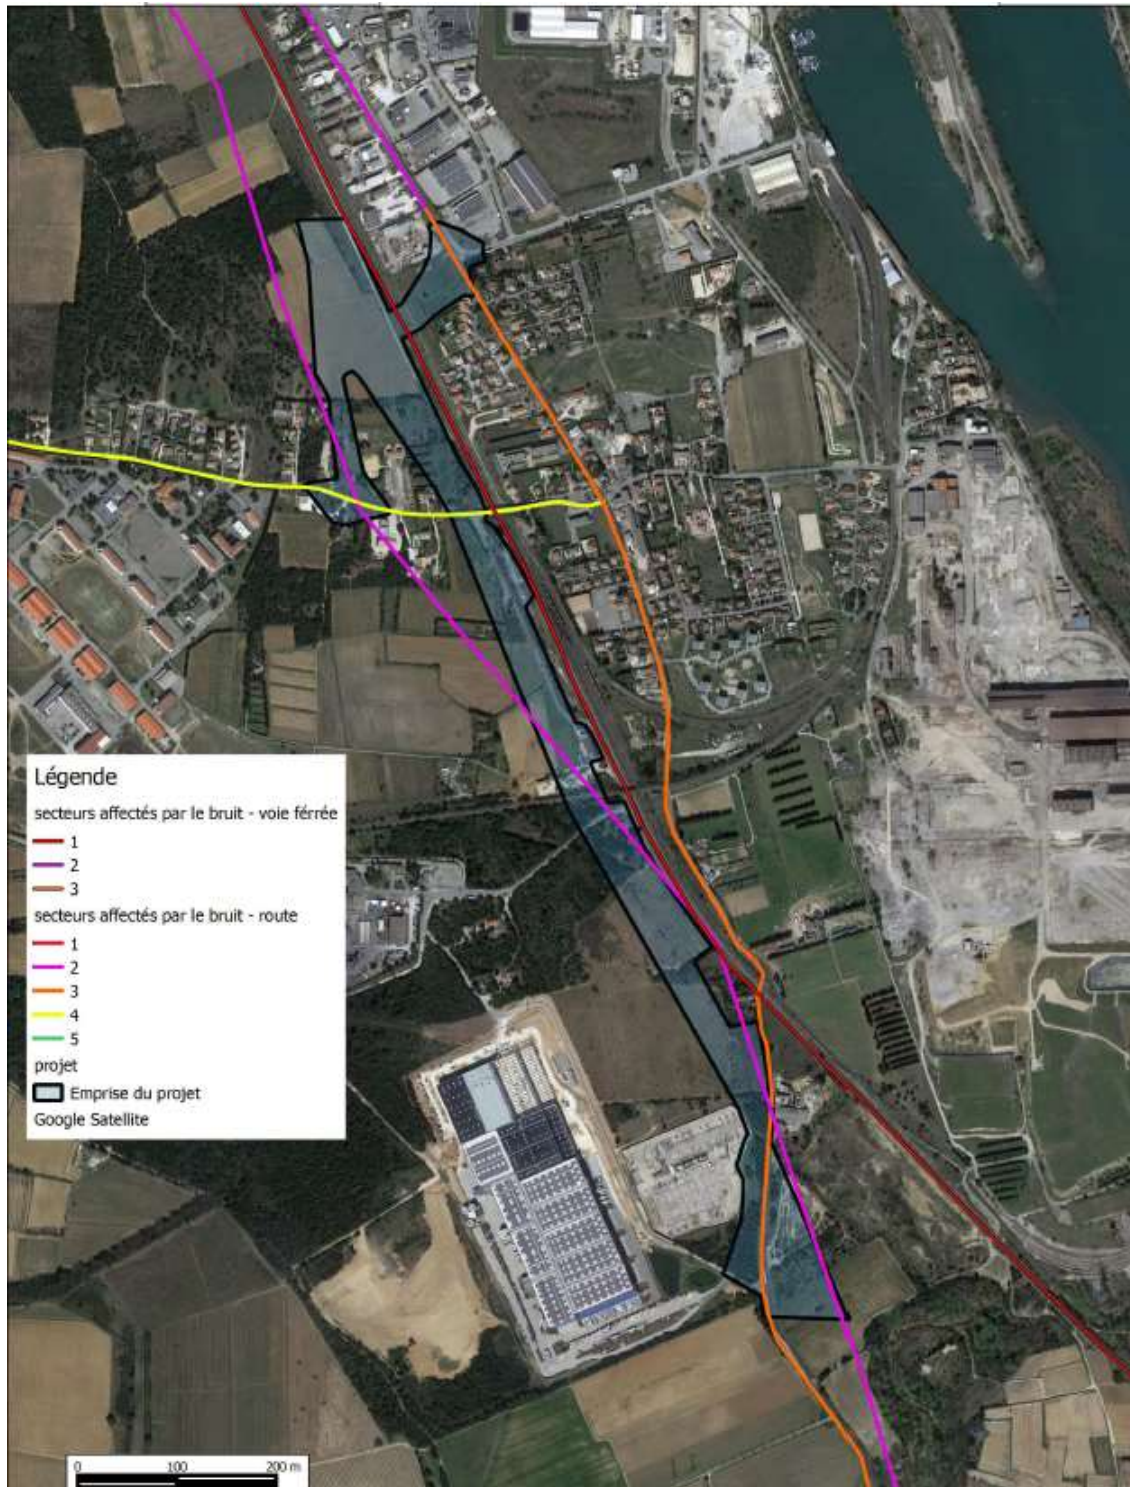 Légende
secteurs affectés par le bruit - voie férrée
1
2
3
secteurs affectés par le bruit - route
1
2
3
4
5
projet
Emprise du projet
Google Satellite
0 100 200 m